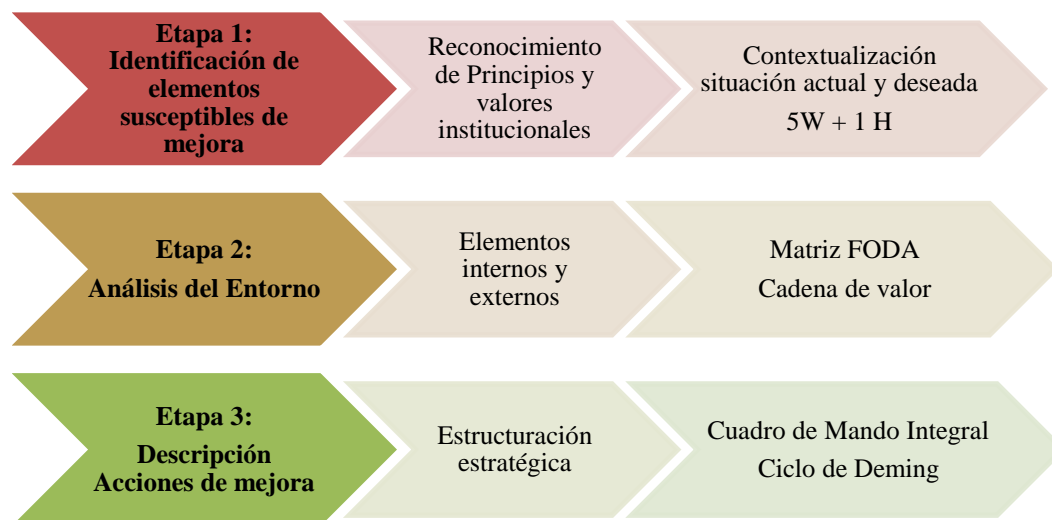 Etapa 1:
Identificación de
elementos
susceptibles de
mejora
Reconocimiento
de Principios y
valores
institucionales
Contextualización
situación actual y deseada
5W + 1 H
Etapa 2:
Análisis del Entorno
Elementos
internos y
externos
Matriz FODA
Cadena de valor
Etapa 3:
Descripción
Acciones de mejora
Estructuración
estratégica
Cuadro de Mando Integral
Ciclo de Deming